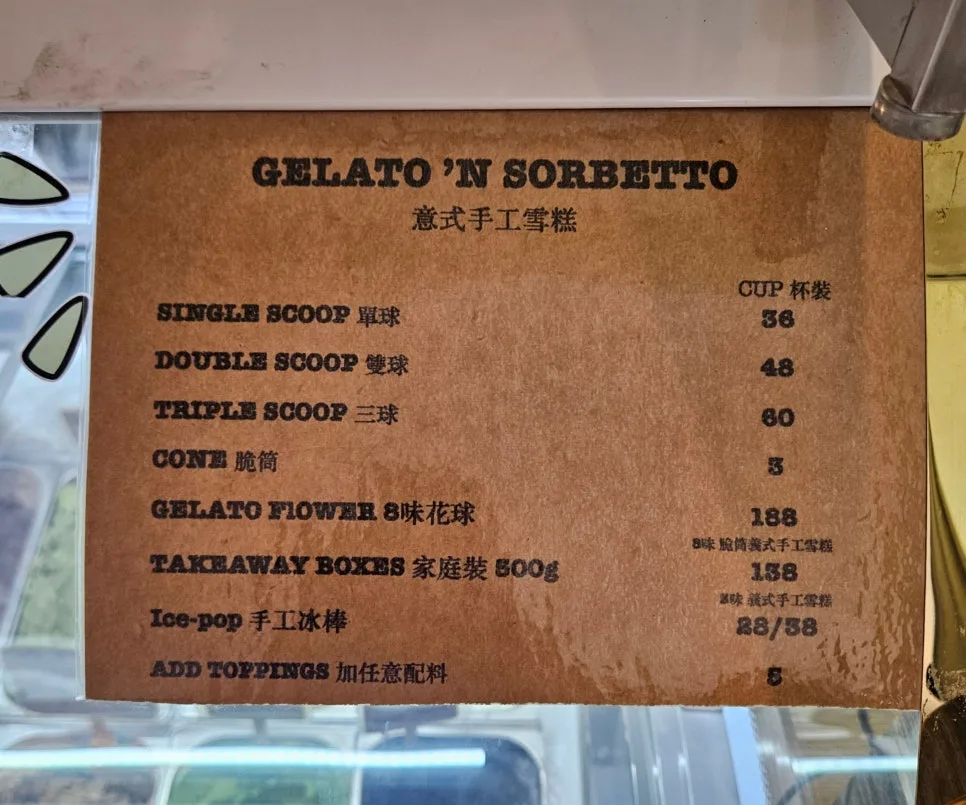 GELATO 'N SORBETTO
意式手工雪糕
CUP 杯裝
SINGLE SCOOP 單球 36
DOUBLE SCOOP 雙球 48
TRIPLE SCOOP 三球 60
CONE 脆筒 3
GELATO FlOWER 8味花球 188
8味 脆筒義式手工雪糕
TAKEAWAY BOXES 家庭裝 500g 138
味 義式手工雪糕
Ice-pop 手工冰棒 28/38
ADD TOPPINGS 加任意配料 5